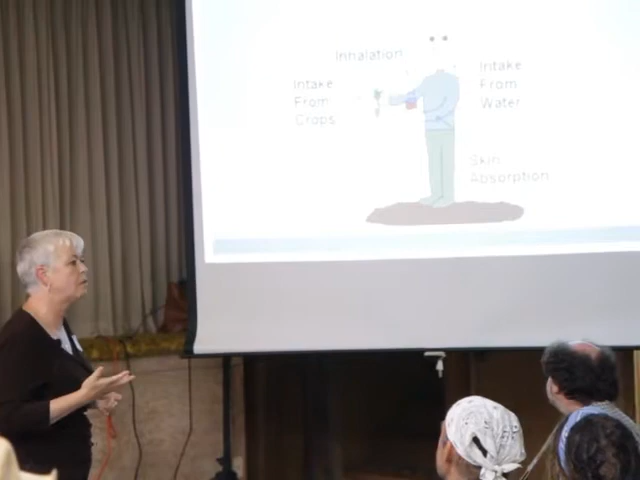 Inhalation
Intake
From
Crops
Intake
From
Water
Skin
Absorption